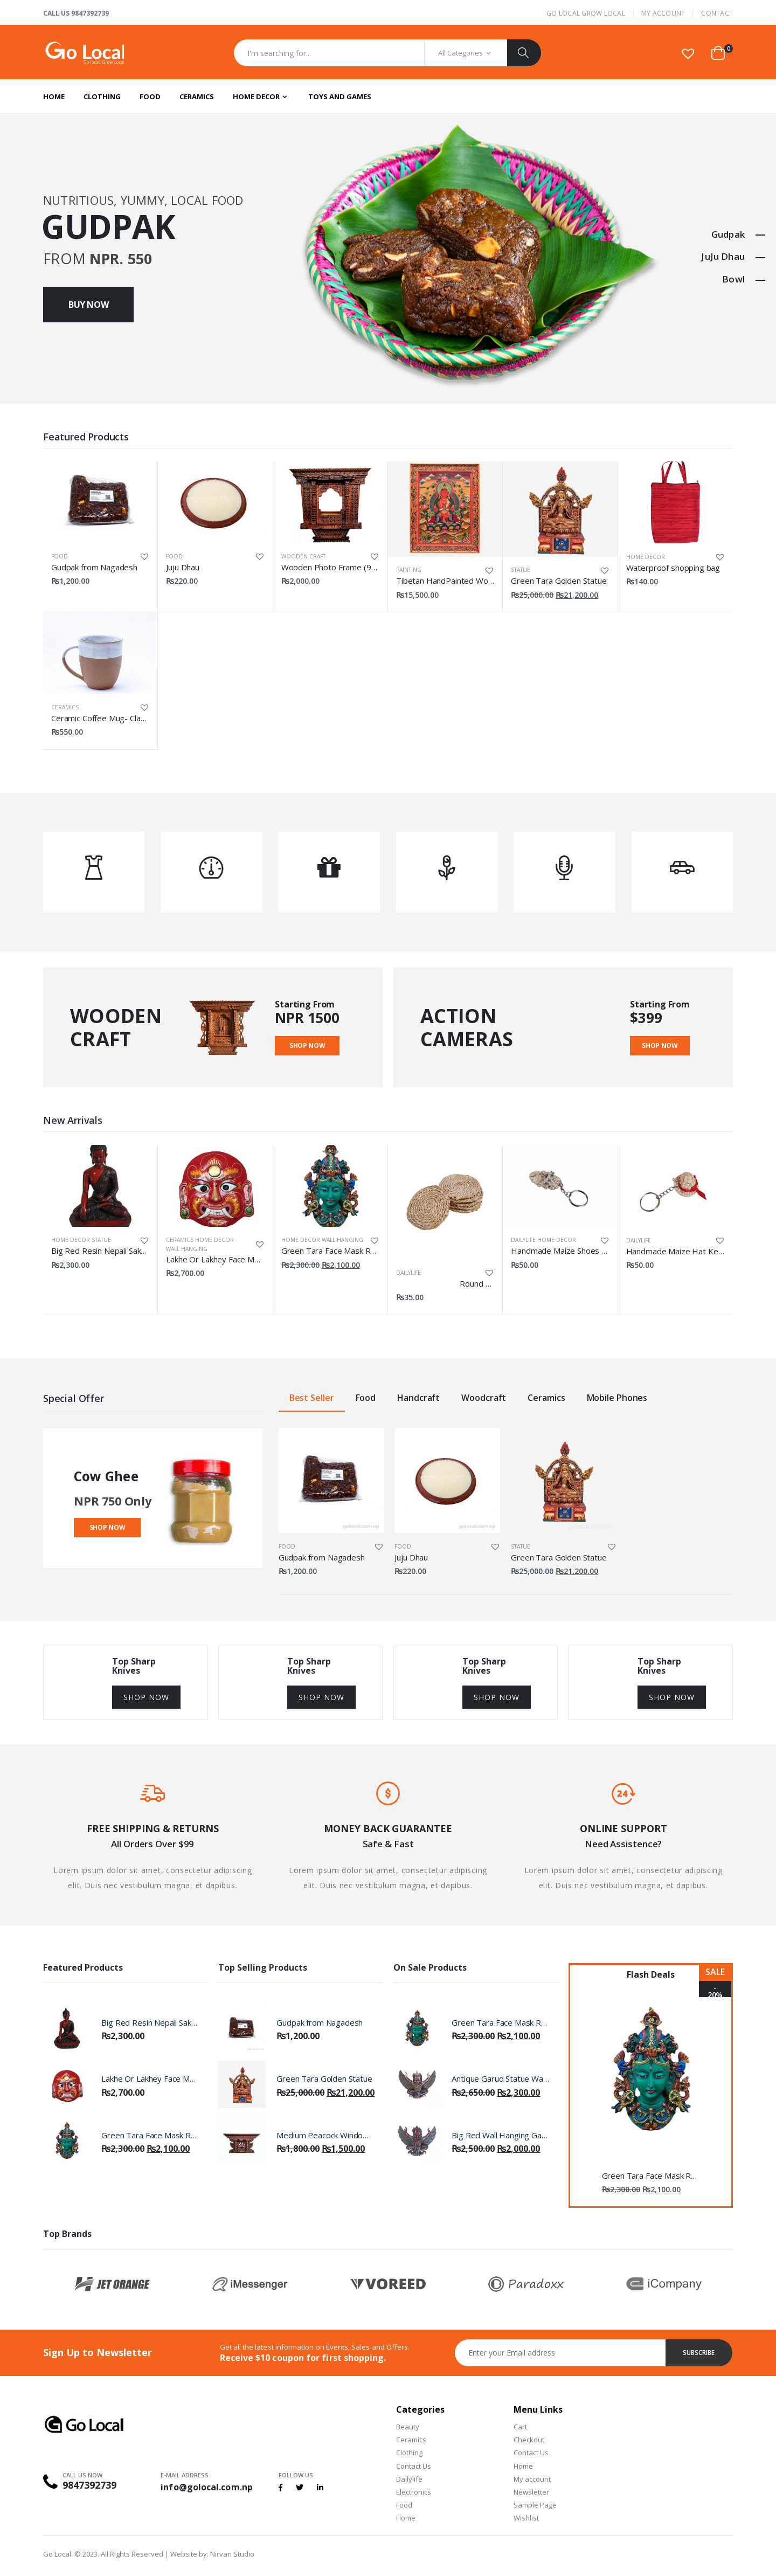 CALL US 9847392739
GO LOCAL GROW LOCAL
MY ACCOUNT
CONTACT
Go Local
Go local, Grow Local
I'm searching for...
All Categories
0
HOME
CLOTHING
FOOD
CERAMICS
HOME DECOR
TOYS AND GAMES
NUTRITIOUS, YUMMY, LOCAL FOOD
GUDPAK
FROM NPR. 550
BUY NOW
Gudpak
JuJu Dhau
Bowl
Featured Products
FOOD
Gudpak from Nagadesh
₨1,200.00
FOOD
Juju Dhau
₨220.00
WOODEN CRAFT
Wooden Photo Frame (9...
₨2,000.00
PAINTING
Tibetan HandPainted Wo...
₨15,500.00
STATUE
Green Tara Golden Statue
₨25,000.00 ₨21,200.00
HOME DECOR
Waterproof shopping bag
₨140.00
CERAMICS
Ceramic Coffee Mug- Cla...
₨550.00
WOODEN
CRAFT
Starting From
NPR 1500
SHOP NOW
ACTION
CAMERAS
Starting From
$399
SHOP NOW
New Arrivals
HOME DECOR STATUE
Big Red Resin Nepali Sak...
₨2,300.00
CERAMICS HOME DECOR
WALL HANGING
Lakhe Or Lakhey Face M...
₨2,700.00
HOME DECOR WALL HANGING
Green Tara Face Mask R...
₨2,300.00 ₨2,100.00
DAILYLIFE
Round ...
₨35.00
DAILYLIFE HOME DECOR
Handmade Maize Shoes ...
₨50.00
DAILYLIFE
Handmade Maize Hat Ke...
₨50.00
Special Offer
Cow Ghee
NPR 750 Only
SHOP NOW
Best Seller
Food
Handcraft
Woodcraft
Ceramics
Mobile Phones
FOOD
Gudpak from Nagadesh
₨1,200.00
FOOD
Juju Dhau
₨220.00
STATUE
Green Tara Golden Statue
₨25,000.00 ₨21,200.00
Top Sharp
Knives
SHOP NOW
Top Sharp
Knives
SHOP NOW
Top Sharp
Knives
SHOP NOW
Top Sharp
Knives
SHOP NOW
FREE SHIPPING & RETURNS
All Orders Over $99
Lorem ipsum dolor sit amet, consectetur adipiscing
elit. Duis nec vestibulum magna, et dapibus.
MONEY BACK GUARANTEE
Safe & Fast
Lorem ipsum dolor sit amet, consectetur adipiscing
elit. Duis nec vestibulum magna, et dapibus.
24
ONLINE SUPPORT
Need Assistence?
Lorem ipsum dolor sit amet, consectetur adipiscing
elit. Duis nec vestibulum magna, et dapibus.
Featured Products
Big Red Resin Nepali Sak...
₨2,300.00
Lakhe Or Lakhey Face M...
₨2,700.00
Green Tara Face Mask R...
₨2,300.00 ₨2,100.00
Top Selling Products
Gudpak from Nagadesh
₨1,200.00
Green Tara Golden Statue
₨25,000.00 ₨21,200.00
Medium Peacock Windo...
₨1,800.00 ₨1,500.00
On Sale Products
Green Tara Face Mask R...
₨2,300.00 ₨2,100.00
Antique Garud Statue Wa...
₨2,650.00 ₨2,300.00
Big Red Wall Hanging Ga...
₨2,500.00 ₨2,000.00
Flash Deals
SALE
-
20%
Green Tara Face Mask R...
₨2,300.00 ₨2,100.00
Top Brands
JET ORANGE
iMessenger
VOREED
Paradoxx
iCompany
Sign Up to Newsletter
Get all the latest information on Events, Sales and Offers.
Receive $10 coupon for first shopping.
Enter your Email address
SUBSCRIBE
Go Local
CALL US NOW
9847392739
E-MAIL ADDRESS
info@golocal.com.np
FOLLOW US
Categories
Beauty
Ceramics
Clothing
Contact Us
Dailylife
Electronics
Food
Home
Menu Links
Cart
Checkout
Contact Us
Home
My account
Newsletter
Sample Page
Wishlist
Go Local. © 2023. All Rights Reserved | Website by: Nirvan Studio